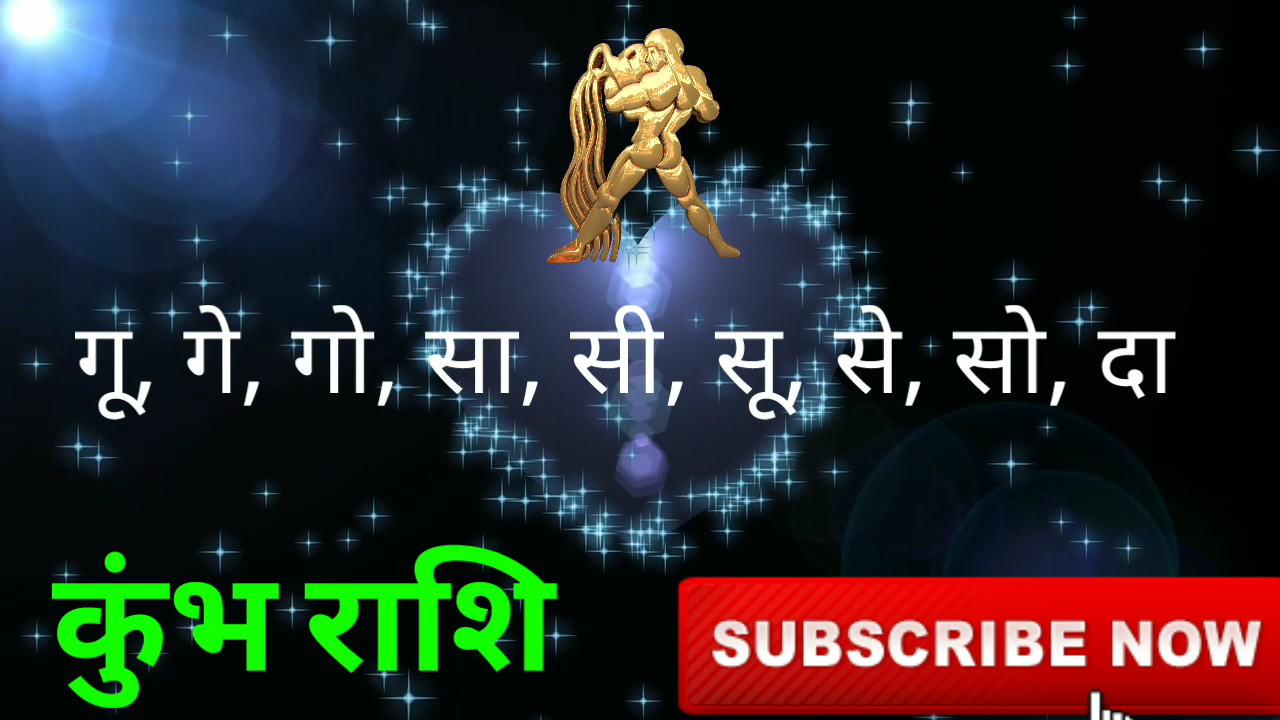 गू, गे, गो, सा, सी, सू, से, सो, दा
कुंभ राशि
SUBSCRIBE NOW